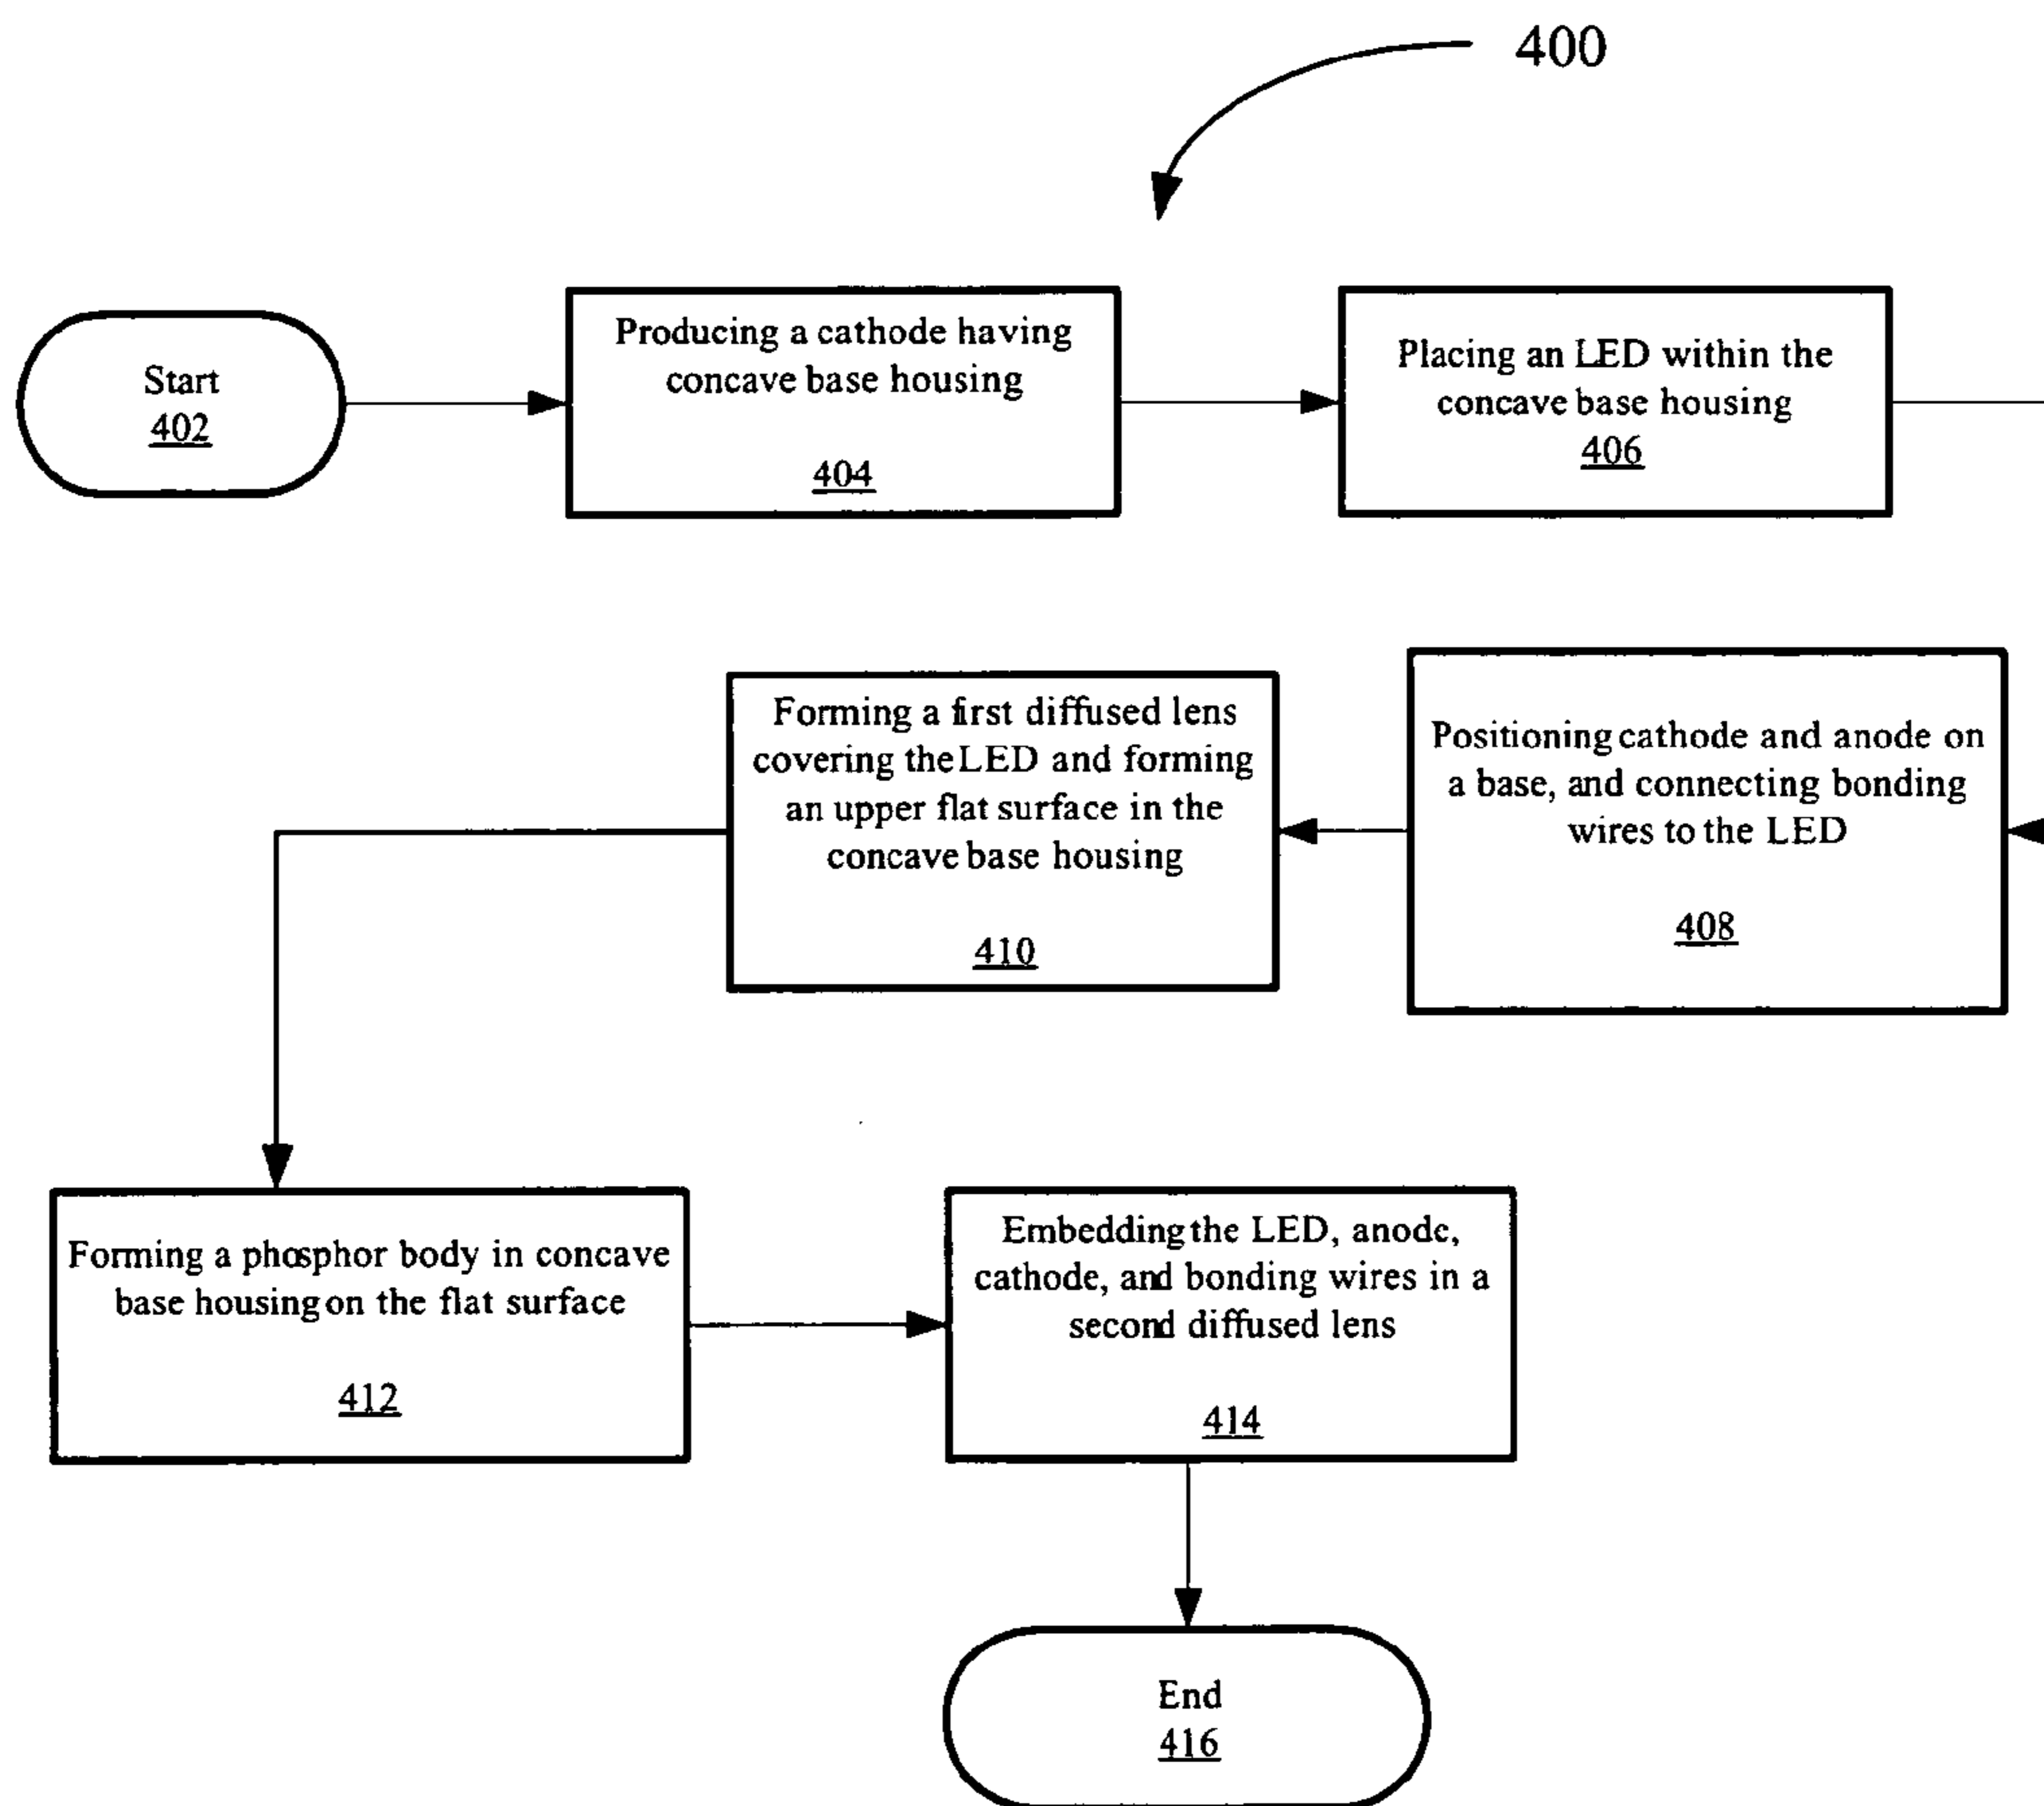 400
Start
402
Producing a cathode having
concave base housing
404
Placing an LED within the
concave base housing
406
Positioning cathode and anode on
a base, and connecting bonding
wires to the LED
408
Forming a first diffused lens
covering the LED and forming
an upper flat surface in the
concave base housing
410
Forming a phosphor body in concave
base housing on the flat surface
412
Embedding the LED, anode,
cathode, and bonding wires in a
second diffused lens
414
End
416